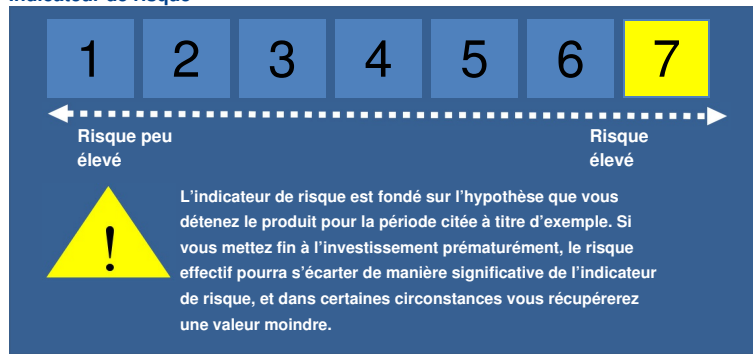 Indicateur de risque
1 2 3 4 5 6 7
Risque peu élevé
Risque élevé
!
L'indicateur de risque est fondé sur l'hypothèse que vous
détenez le produit pour la période citée à titre d'exemple. Si
vous mettez fin à l'investissement prématurément, le risque
effectif pourra s'écarter de manière significative de l'indicateur
de risque, et dans certaines circonstances vous récupérerez
une valeur moindre.